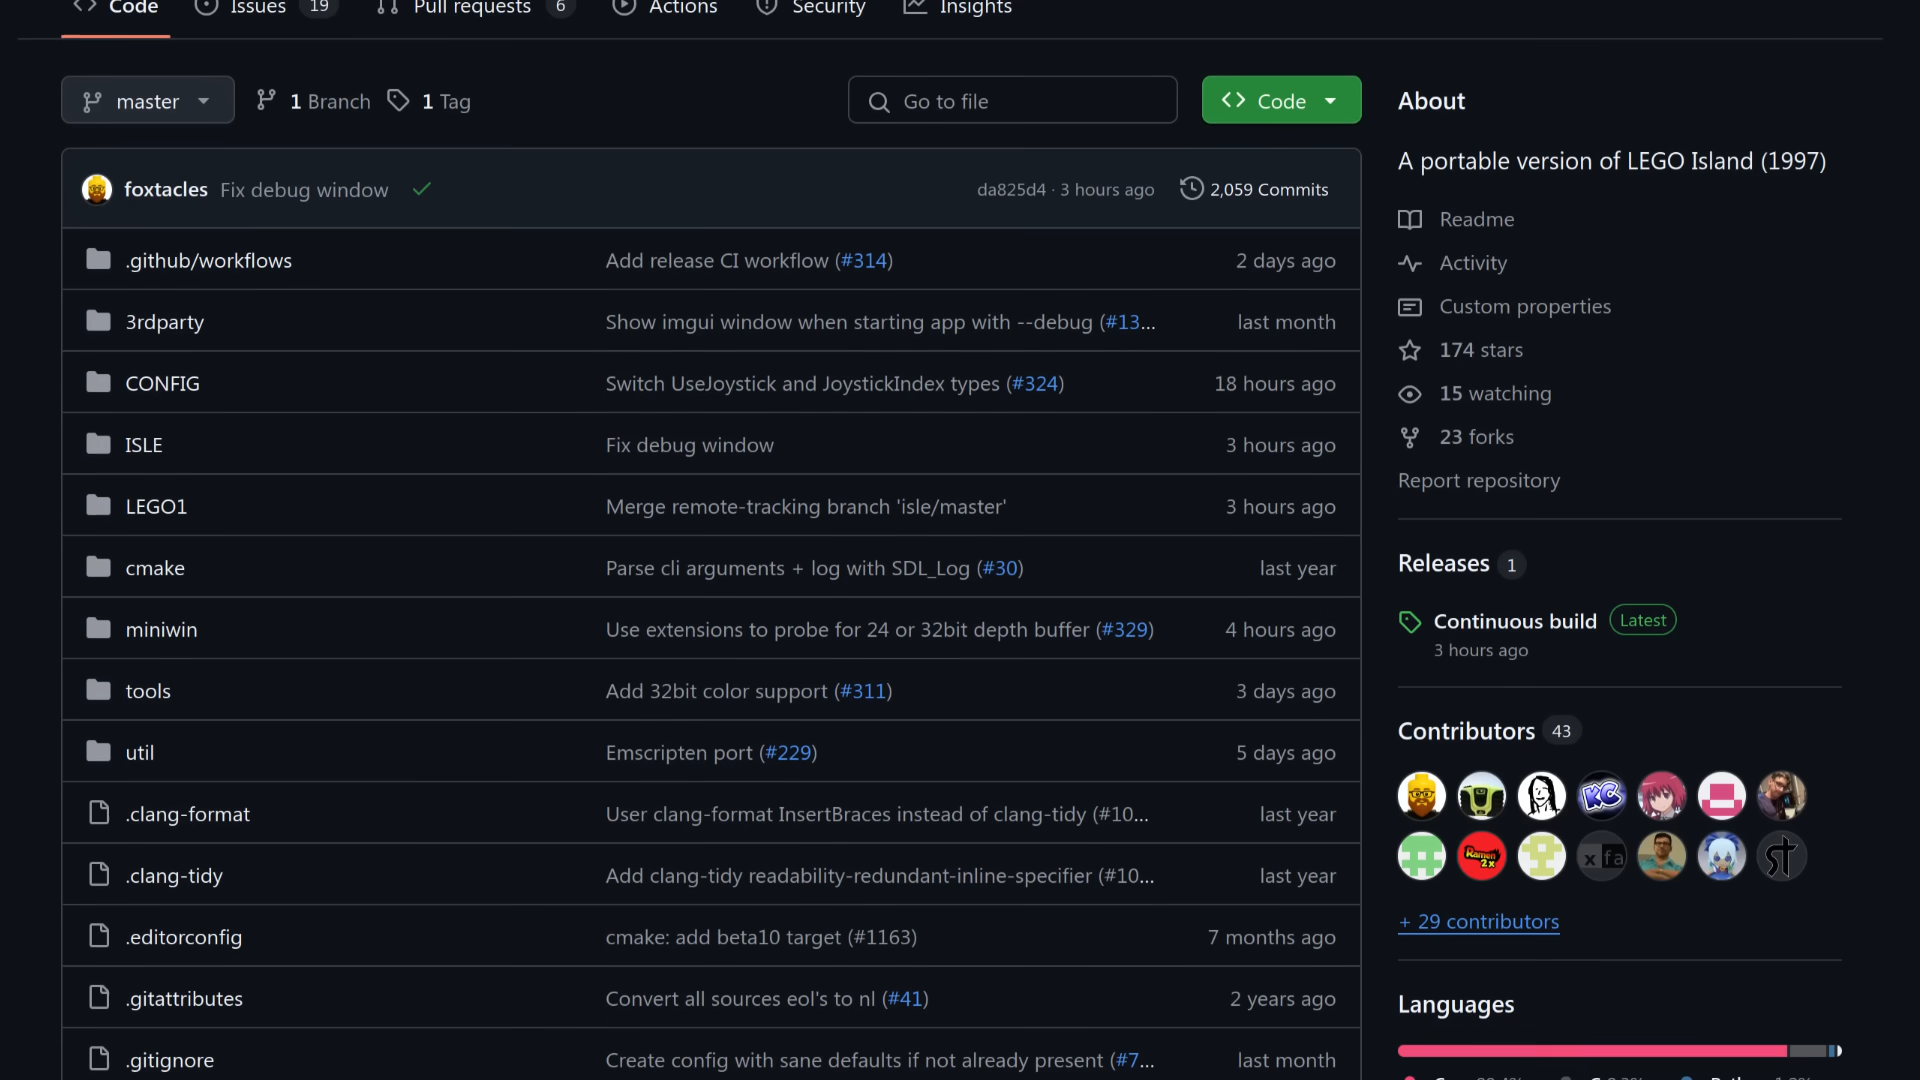 Code Issues 19 Pull requests 6 Actions Security Insights
master 1 Branch 1 Tag Go to file Code
foxtacles Fix debug window da825d4 · 3 hours ago 2,059 Commits
.github/workflows Add release CI workflow (#314) 2 days ago
3rdparty Show imgui window when starting app with --debug (#13... last month
CONFIG Switch UseJoystick and JoystickIndex types (#324) 18 hours ago
ISLE Fix debug window 3 hours ago
LEGO1 Merge remote-tracking branch 'isle/master' 3 hours ago
cmake Parse cli arguments + log with SDL_Log (#30) last year
miniwin Use extensions to probe for 24 or 32bit depth buffer (#329) 4 hours ago
tools Add 32bit color support (#311) 3 days ago
util Emscripten port (#229) 5 days ago
.clang-format User clang-format InsertBraces instead of clang-tidy (#10... last year
.clang-tidy Add clang-tidy readability-redundant-inline-specifier (#10... last year
.editorconfig cmake: add beta10 target (#1163) 7 months ago
.gitattributes Convert all sources eol's to nl (#41) 2 years ago
.gitignore Create config with sane defaults if not already present (#7... last month
About
A portable version of LEGO Island (1997)
Readme
Activity
Custom properties
174 stars
15 watching
23 forks
Report repository
Releases 1
Continuous build Latest
3 hours ago
Contributors 43
KC
Ramen
2x
x fa
st
+ 29 contributors
Languages